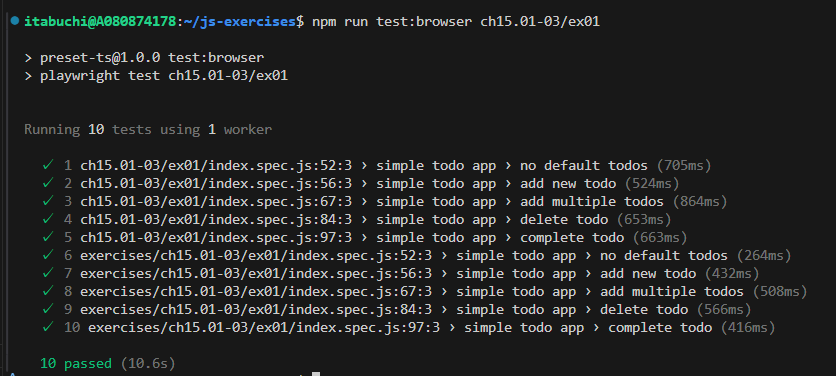 itabuchi@A080874178:~/js-exercises$ npm run test:browser ch15.01-03/ex01
> preset-ts@1.0.0 test:browser
> playwright test ch15.01-03/ex01
Running 10 tests using 1 worker
✓ 1 ch15.01-03/ex01/index.spec.js:52:3 › simple todo app › no default todos (705ms)
✓ 2 ch15.01-03/ex01/index.spec.js:56:3 › simple todo app › add new todo (524ms)
✓ 3 ch15.01-03/ex01/index.spec.js:67:3 › simple todo app › add multiple todos (864ms)
✓ 4 ch15.01-03/ex01/index.spec.js:84:3 › simple todo app › delete todo (653ms)
✓ 5 ch15.01-03/ex01/index.spec.js:97:3 › simple todo app › complete todo (663ms)
✓ 6 exercises/ch15.01-03/ex01/index.spec.js:52:3 › simple todo app › no default todos (264ms)
✓ 7 exercises/ch15.01-03/ex01/index.spec.js:56:3 › simple todo app › add new todo (432ms)
✓ 8 exercises/ch15.01-03/ex01/index.spec.js:67:3 › simple todo app › add multiple todos (508ms)
✓ 9 exercises/ch15.01-03/ex01/index.spec.js:84:3 › simple todo app › delete todo (566ms)
✓ 10 exercises/ch15.01-03/ex01/index.spec.js:97:3 › simple todo app › complete todo (416ms)
10 passed (10.6s)